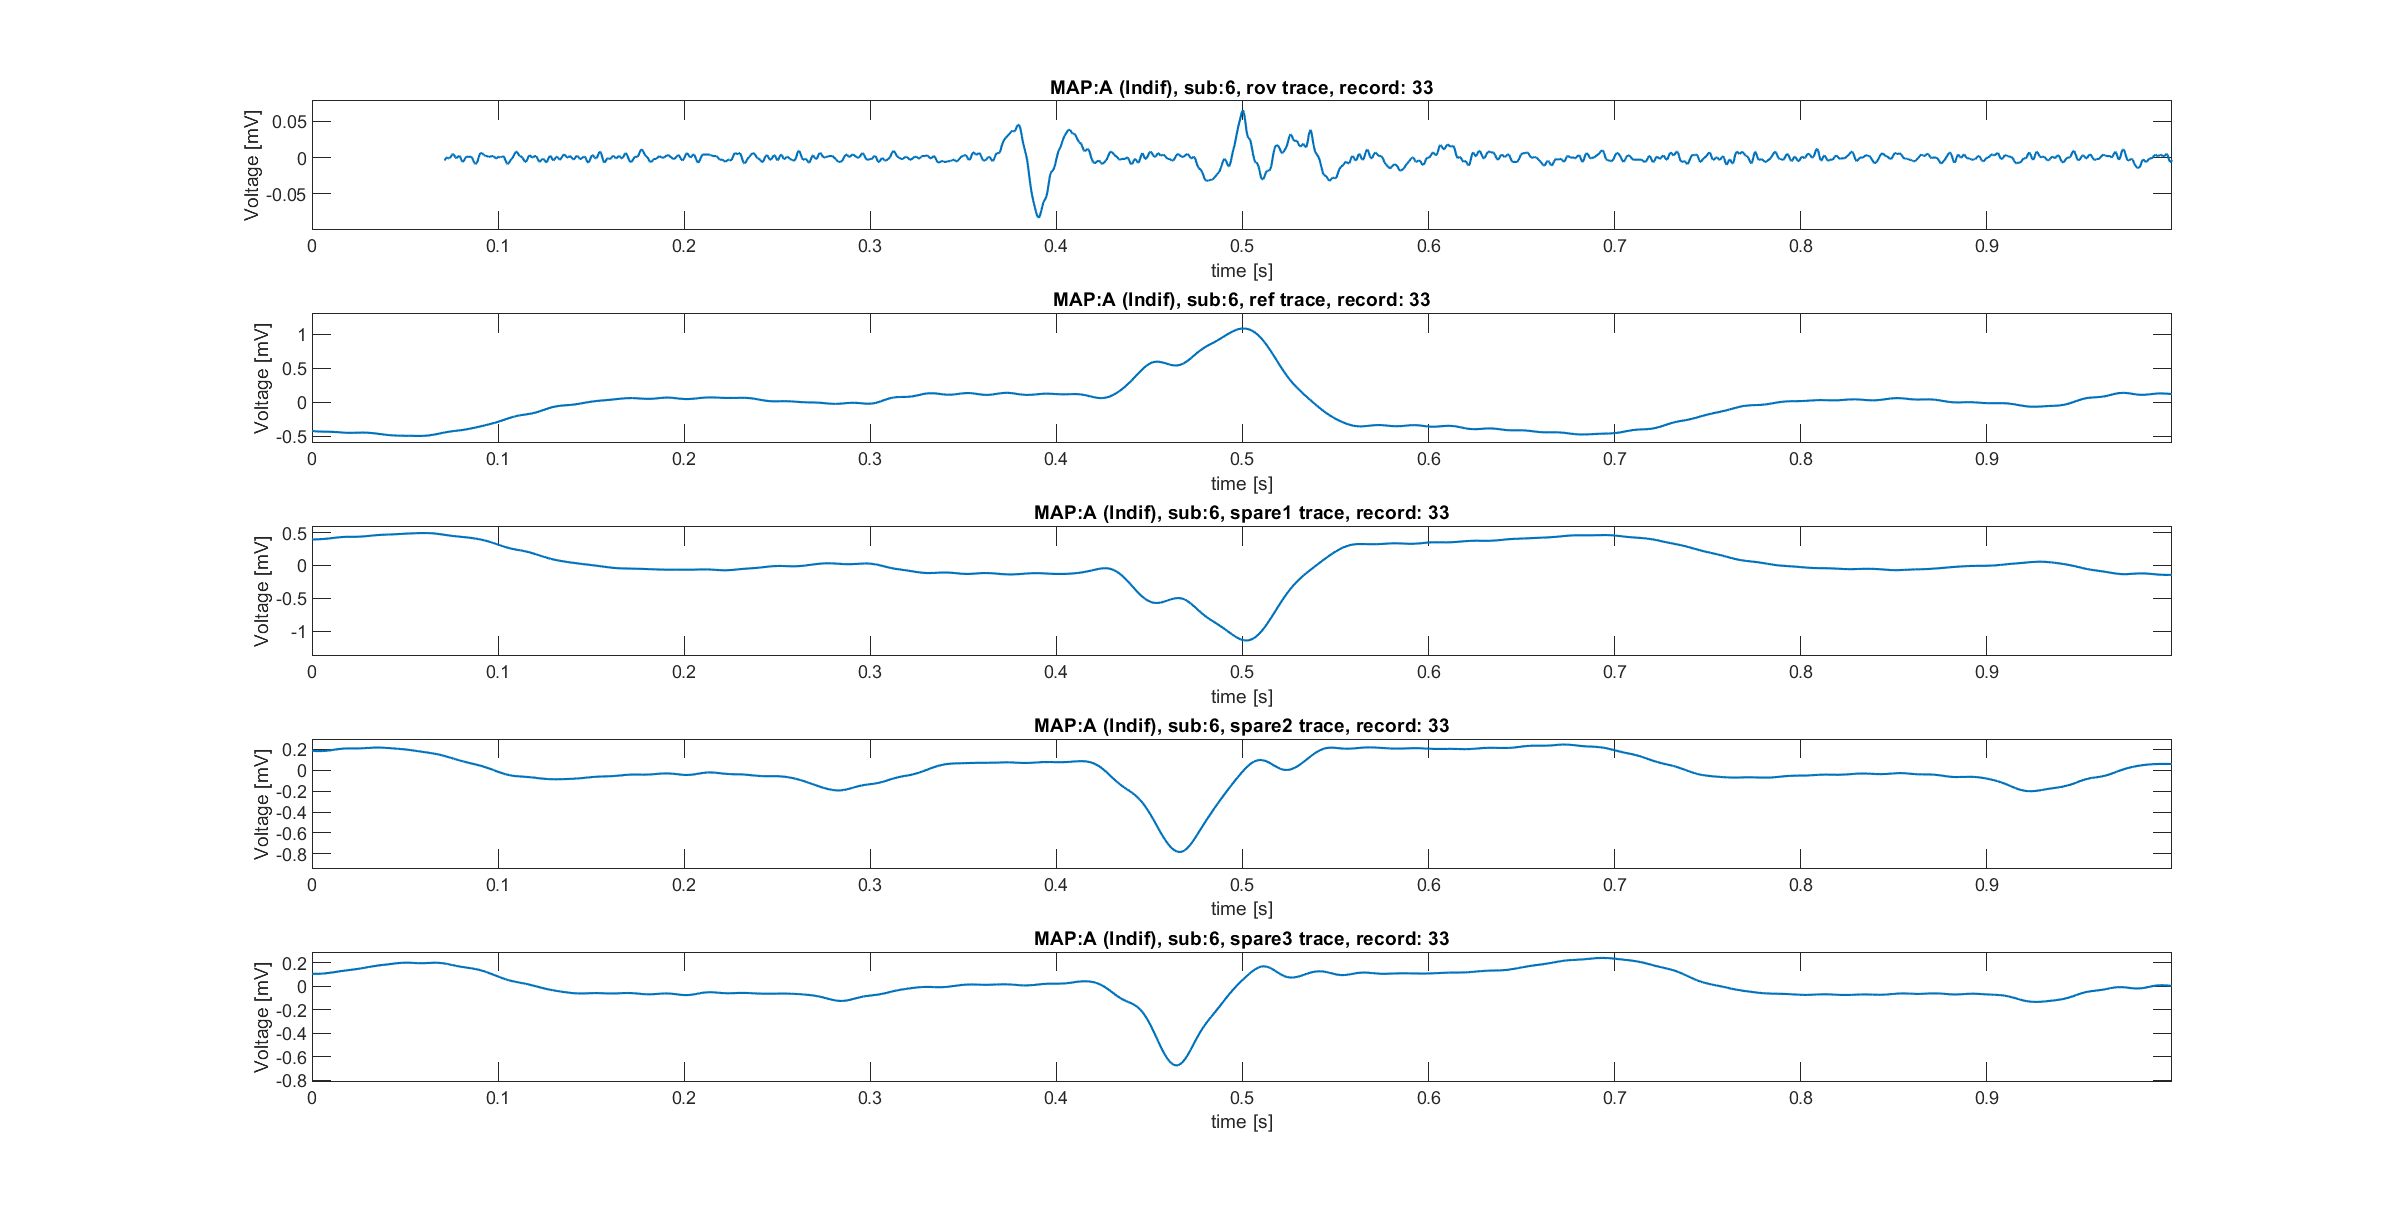 MAP:A (Indif), sub:6, rov trace, record: 33
Voltage [mV]
0.05
0
-0.05
0 0.1 0.2 0.3 0.4 0.5 0.6 0.7 0.8 0.9
time [s]
MAP:A (Indif), sub:6, ref trace, record: 33
Voltage [mV]
1
0.5
0
-0.5
0 0.1 0.2 0.3 0.4 0.5 0.6 0.7 0.8 0.9
time [s]
MAP:A (Indif), sub:6, spare1 trace, record: 33
Voltage [mV]
0.5
0
-0.5
-1
0 0.1 0.2 0.3 0.4 0.5 0.6 0.7 0.8 0.9
time [s]
MAP:A (Indif), sub:6, spare2 trace, record: 33
Voltage [mV]
0.2
0
-0.2
-0.4
-0.6
-0.8
0 0.1 0.2 0.3 0.4 0.5 0.6 0.7 0.8 0.9
time [s]
MAP:A (Indif), sub:6, spare3 trace, record: 33
Voltage [mV]
0.2
0
-0.2
-0.4
-0.6
-0.8
0 0.1 0.2 0.3 0.4 0.5 0.6 0.7 0.8 0.9
time [s]